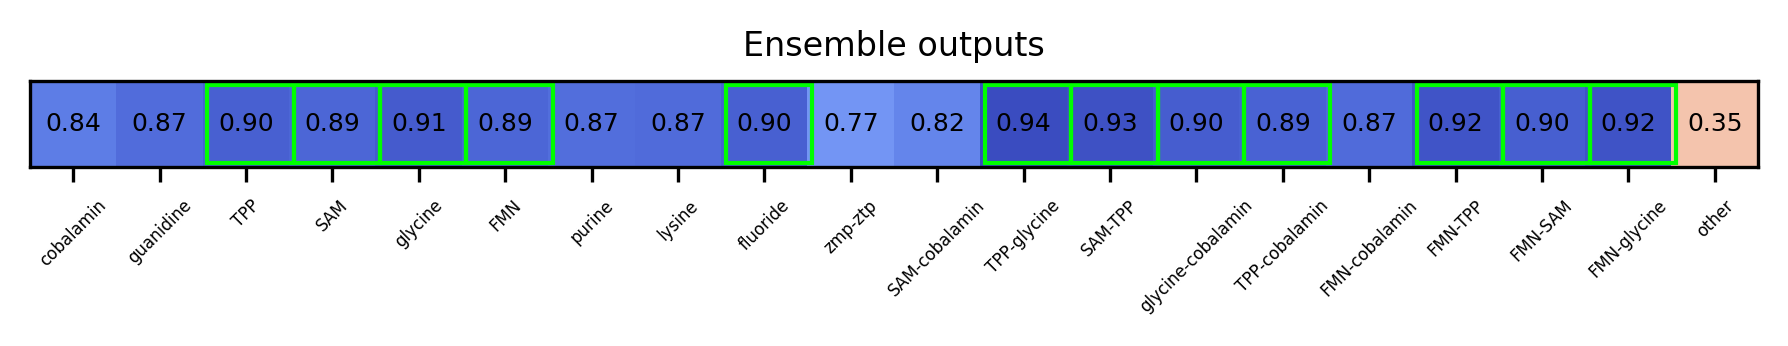 Ensemble outputs
0.84 0.87 0.90 0.89 0.91 0.89 0.87 0.87 0.90 0.77 0.82 0.94 0.93 0.90 0.89 0.87 0.92 0.90 0.92 0.35
cobalamin guanidine TPP SAM glycine FMN purine lysine fluoride zmp-ztp SAM-cobalamin TPP-glycine SAM-TPP glycine-cobalamin TPP-cobalamin FMN-cobalamin FMN-TPP FMN-SAM FMN-glycine other